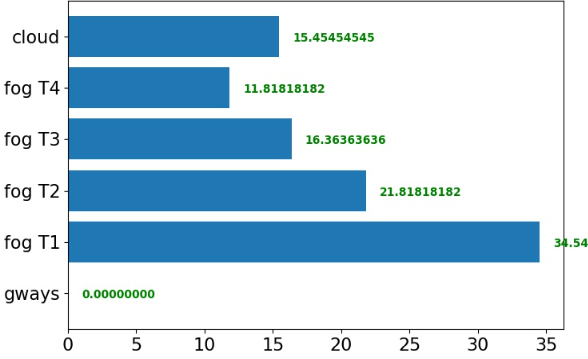 cloud 15.45454545
fog T4 11.81818182
fog T3 16.36363636
fog T2 21.81818182
fog T1 34.54
gways 0.00000000
0 5 10 15 20 25 30 35